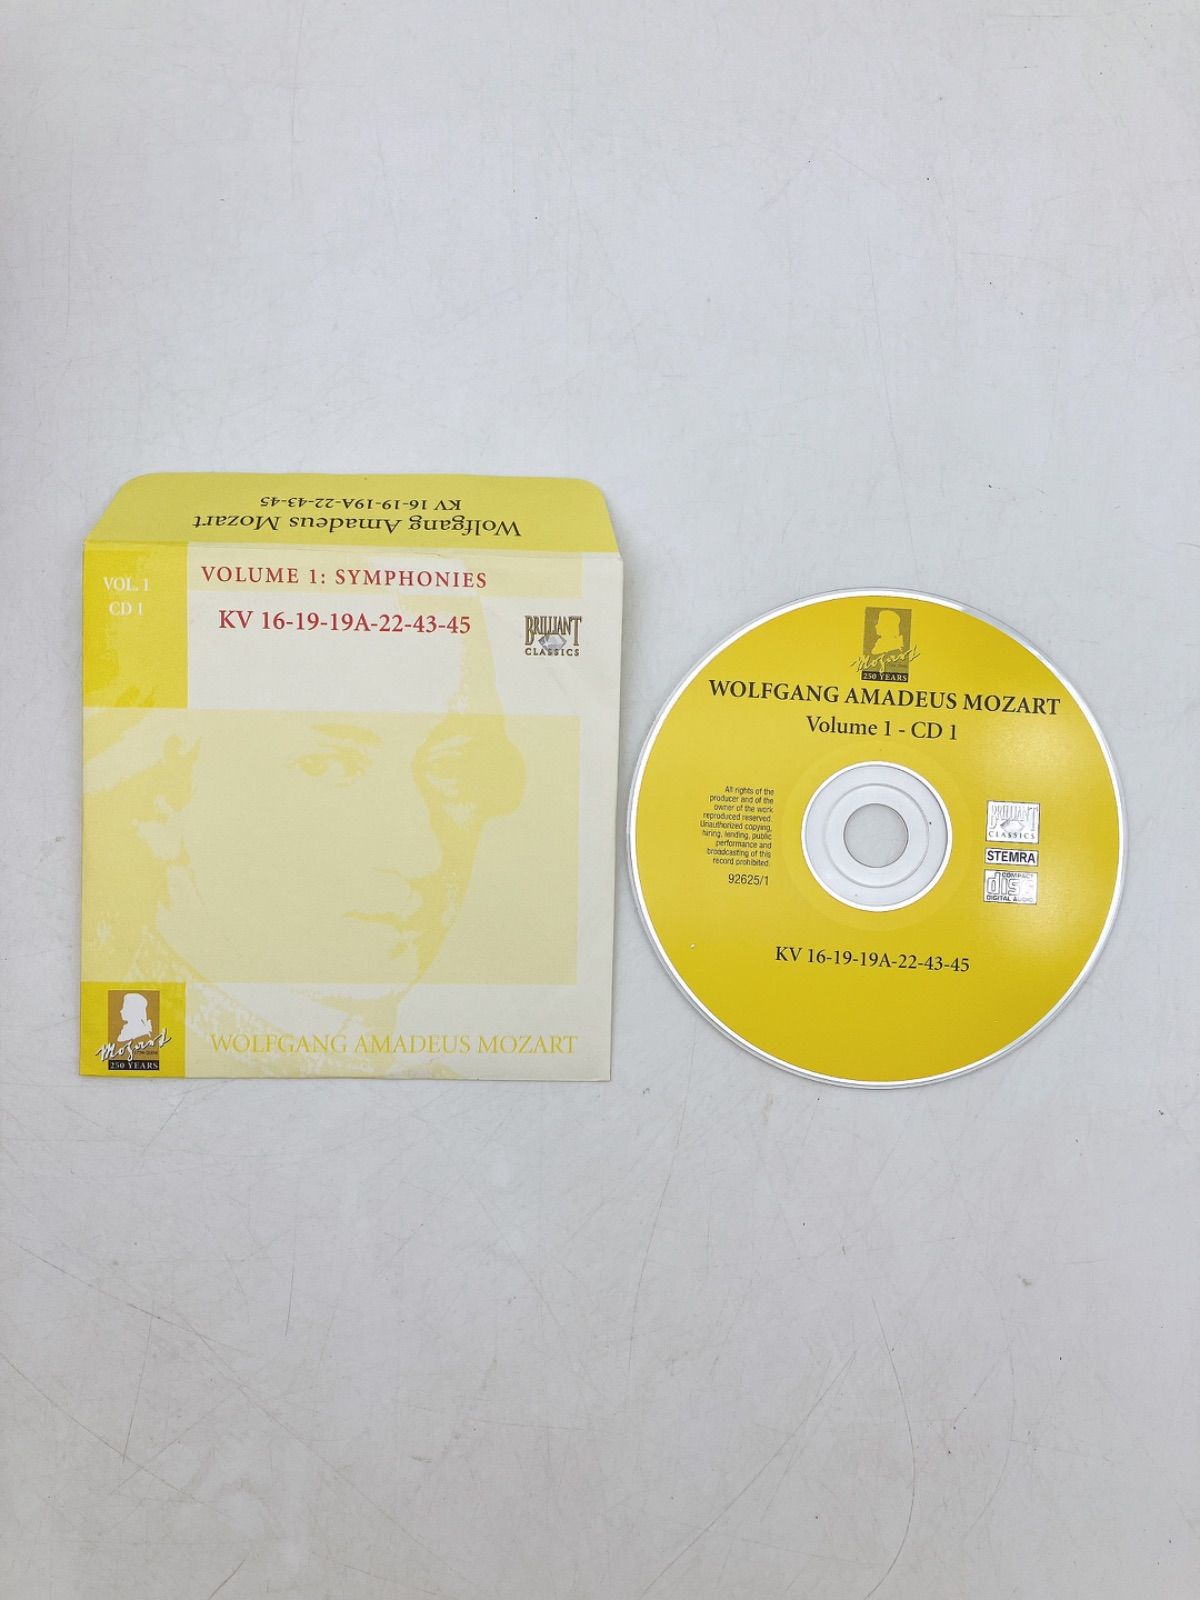 Wolfgang Amadeus Mozart
KV 16-19-19A-22-43-45
VOL. 1
CD 1
VOLUME 1: SYMPHONIES
KV 16-19-19A-22-43-45
BRILLIANT
CLASSICS
Mozart
250 YEARS
WOLFGANG AMADEUS MOZART
Mozart
250 YEARS
WOLFGANG AMADEUS MOZART
Volume 1 - CD 1
All rights of the
producer and of the
owner of the work
reproduced reserved.
Unauthorized copying,
hiring, lending, public
performance and
broadcasting of this
record prohibited.
92625/1
BRILLIANT
CLASSICS
STEMRA
COMPACT
disc
DIGITAL AUDIO
KV 16-19-19A-22-43-45